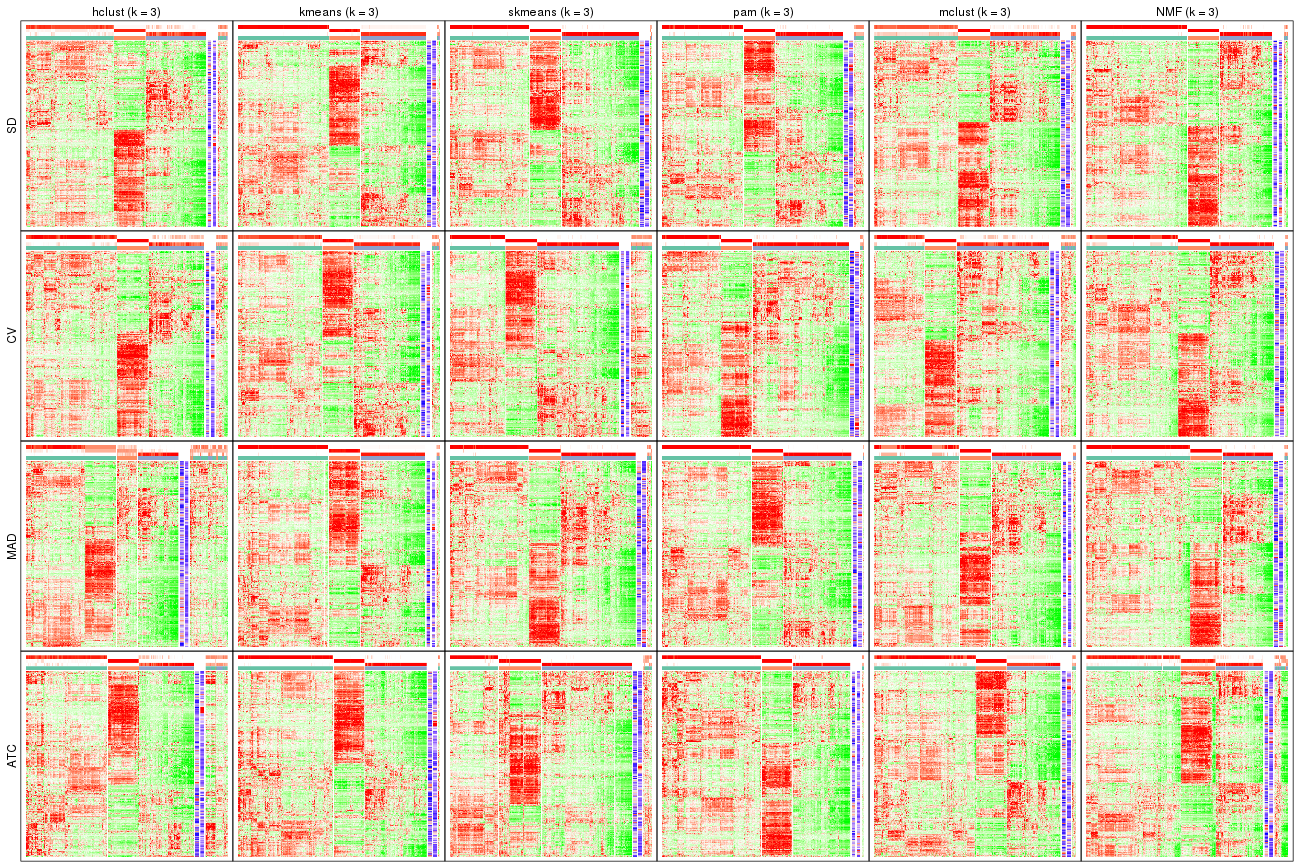 hclust (k = 3) kmeans (k = 3) skmeans (k = 3) pam (k = 3) mclust (k = 3) NMF (k = 3)
SD
CV
MAD
ATC